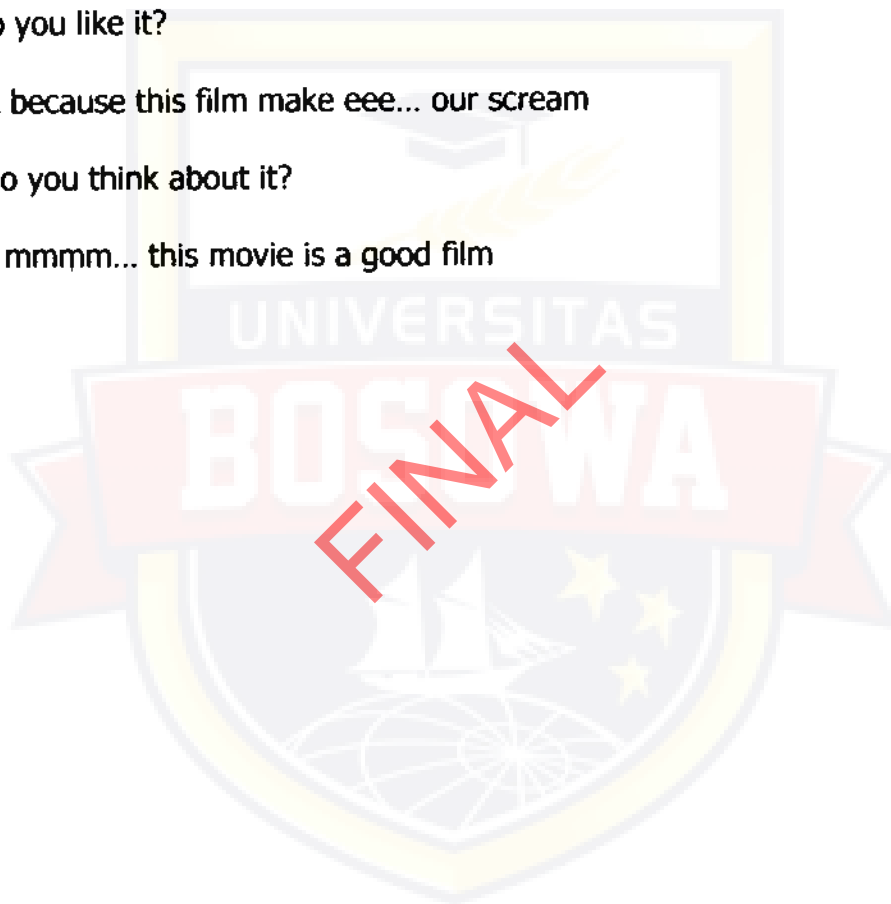 you like it?
because this film make eee... our scream
o you think about it?
mmmm... this movie is a good film
UNIVERSITAS
BOSOWA
FINAL